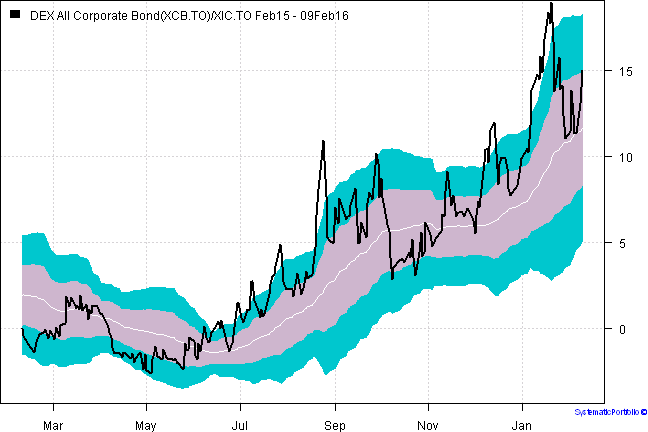 DEX All Corporate Bond(XCB.TO)/XIC.TO Feb15 - 09Feb16
15
10
5
0
Mar May Jul Sep Nov Jan
SystematicPortfolio ©